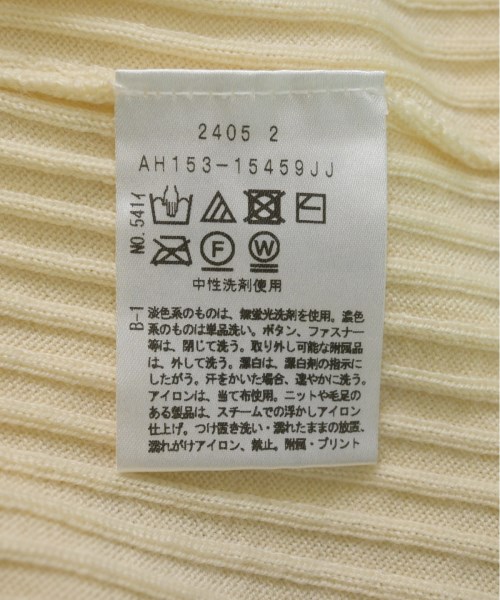 2405 2
AH153-15459JJ
F W
NO.5414
中性洗剤使用
B-1
淡色系のものは、無蛍光洗剤を使用。濃色
系のものは単品洗い。ボタン、ファスナー
等は、閉じて洗う。取り外し可能な附属品
は、外して洗う。漂白は、漂白剤の指示に
したがう。汗をかいた場合、速やかに洗う。
アイロンは、当て布使用。ニットや毛足の
ある製品は、スチームでの浮かしアイロン
仕上げ。つけ置き洗い・濡れたままの放置、
濡れがけアイロン、禁止。附属・プリント